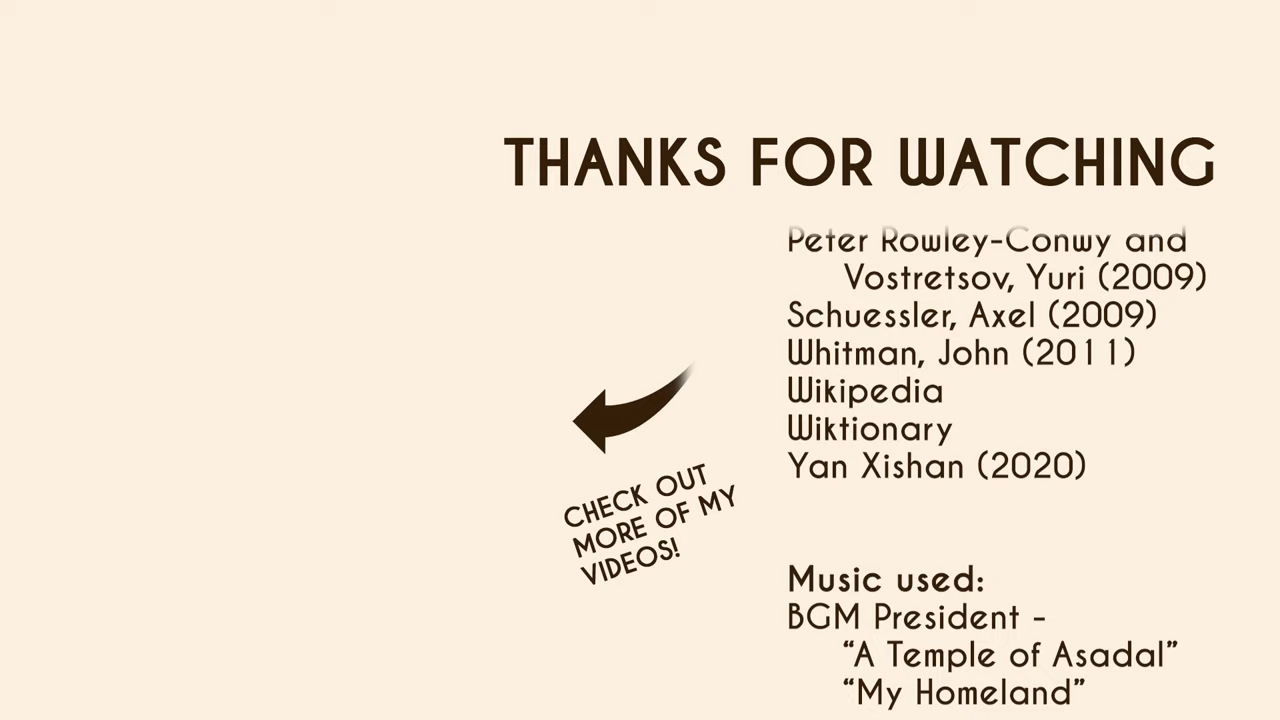 THANKS FOR WATCHING
Peter Rowley-Conwy and
Vostretsov, Yuri (2009)
Schuessler, Axel (2009)
Whitman, John (2011)
Wikipedia
Wiktionary
Yan Xishan (2020)
CHECK OUT
MORE OF MY
VIDEOS!
Music used:
BGM President -
“A Temple of Asadal”
“My Homeland”